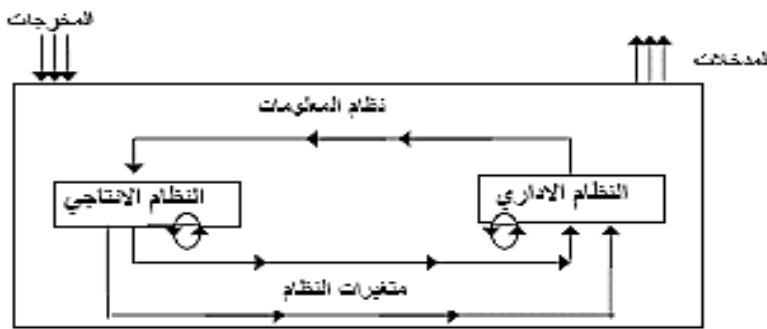 المخرجات
المدخلات
نظام المعلومات
النظام الاداري
النظام الانتاجي
متغيرات النظام